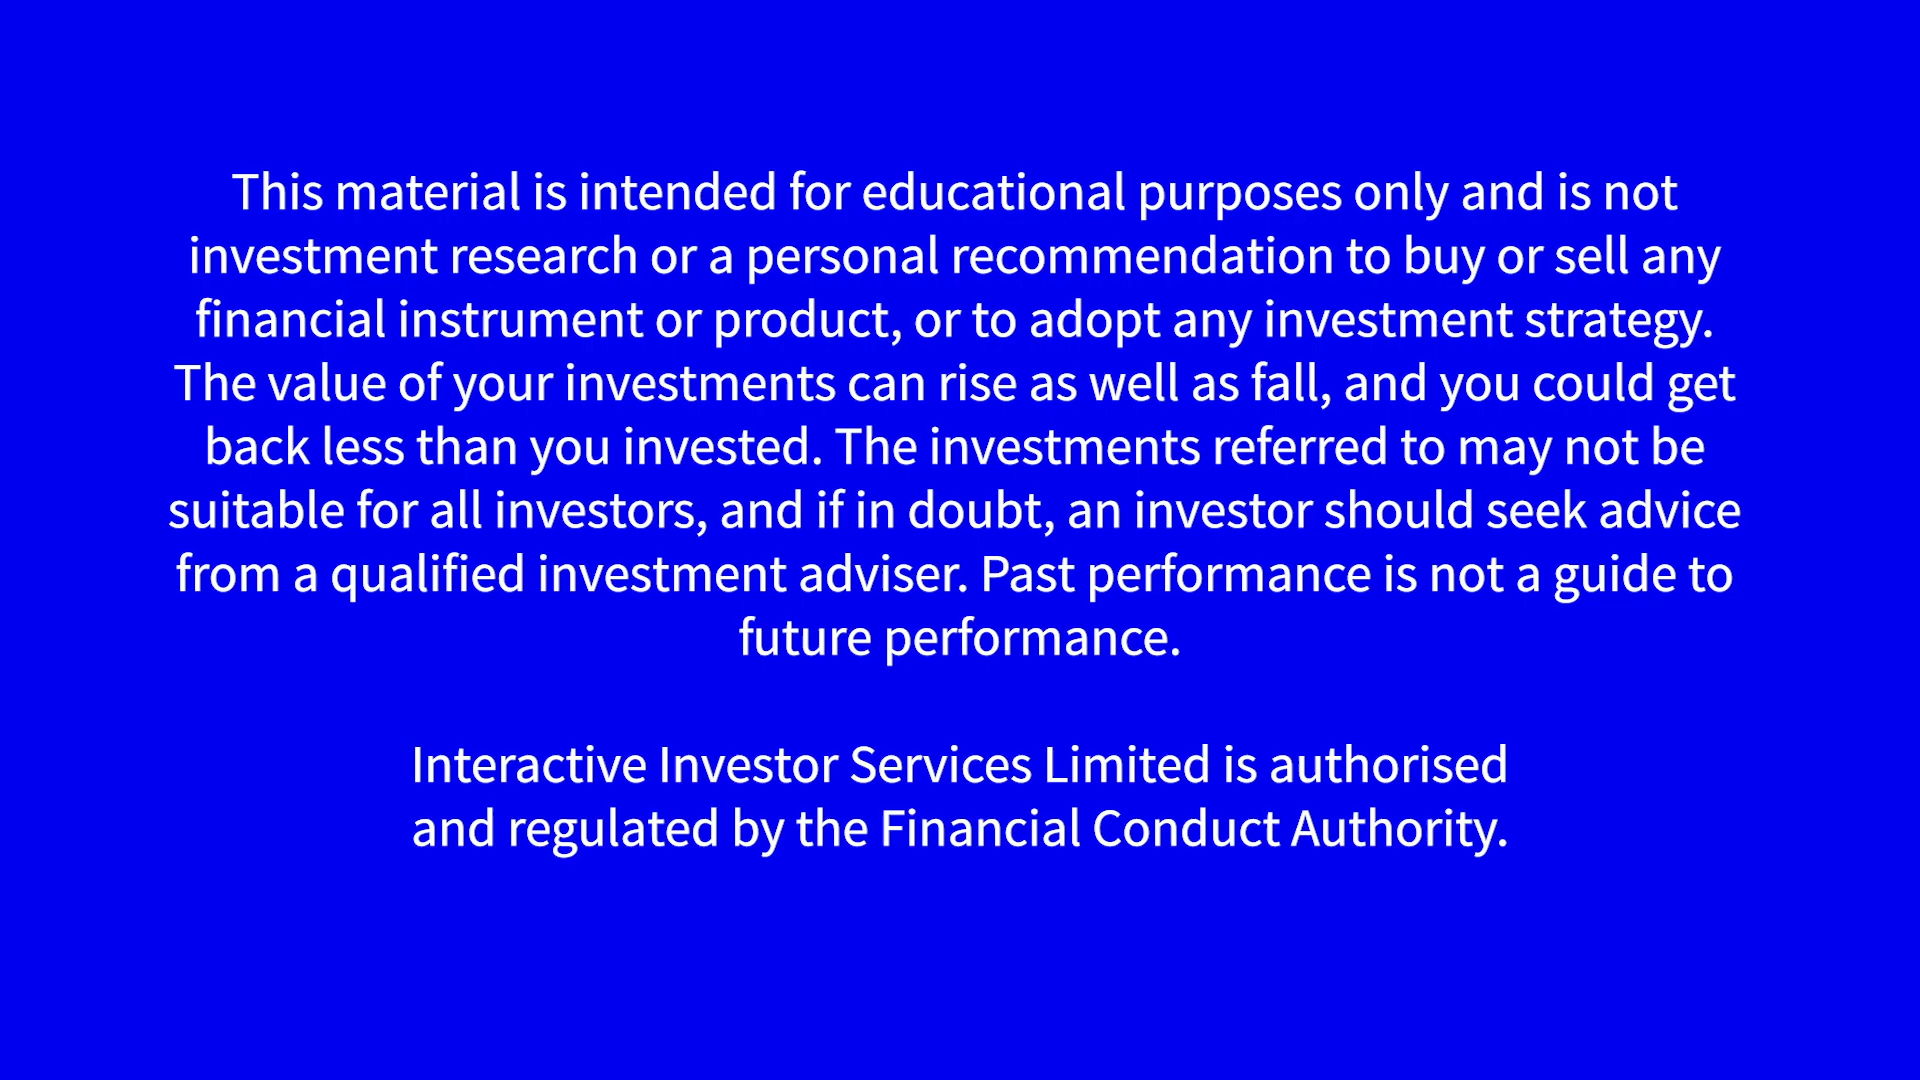 This material is intended for educational purposes only and is not
investment research or a personal recommendation to buy or sell any
financial instrument or product, or to adopt any investment strategy.
The value of your investments can rise as well as fall, and you could get
back less than you invested. The investments referred to may not be
suitable for all investors, and if in doubt, an investor should seek advice
from a qualified investment adviser. Past performance is not a guide to
future performance.
Interactive Investor Services Limited is authorised
and regulated by the Financial Conduct Authority.